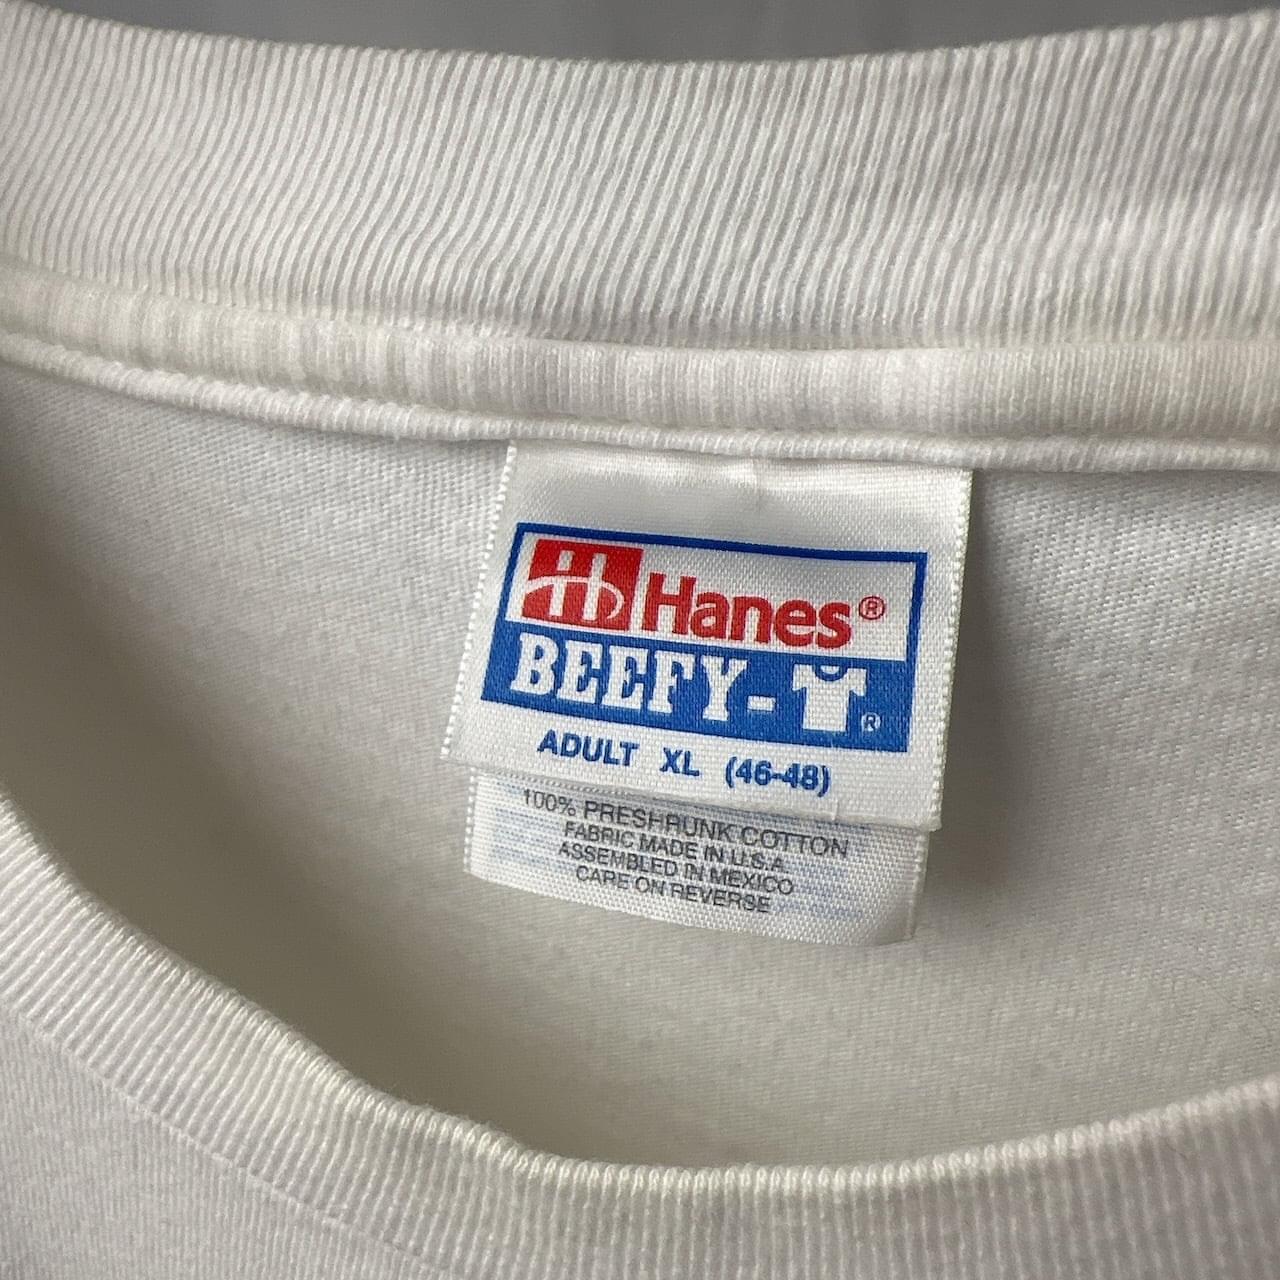 Hanes®
BEEFY-T®
ADULT XL (46-48)
100% PRESHRUNK COTTON
FABRIC MADE IN U.S.A.
ASSEMBLED IN MEXICO
CARE ON REVERSE